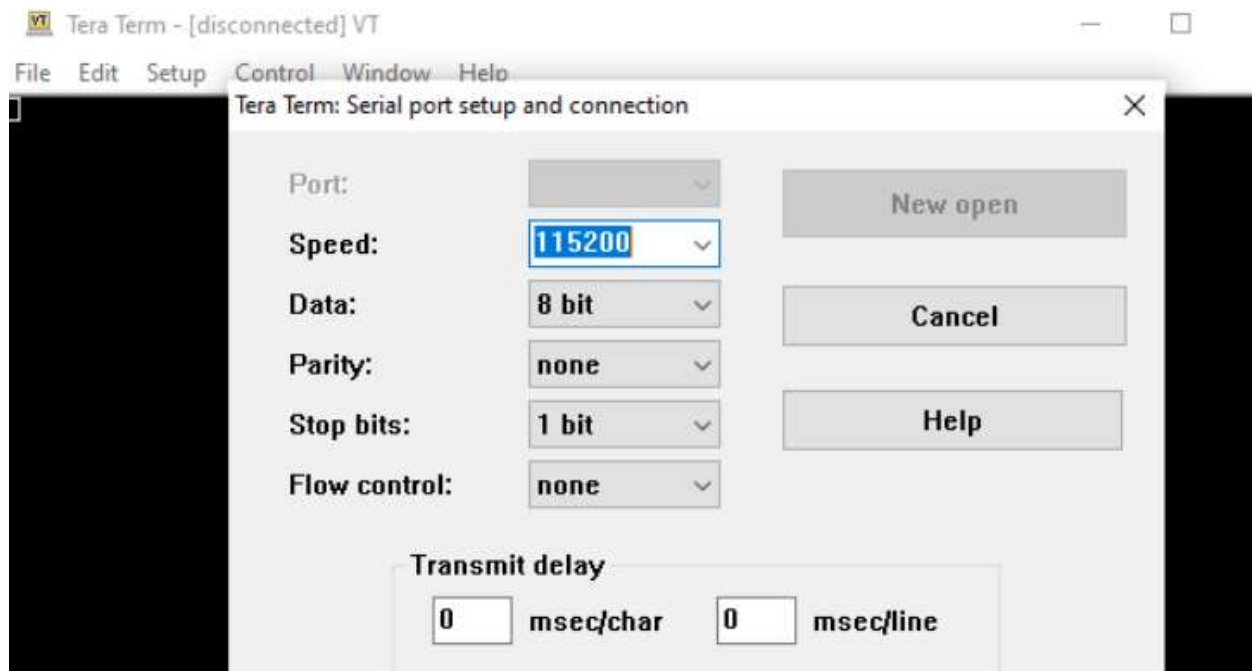 VT Tera Term - [disconnected] VT
File Edit Setup Control Window Help
Tera Term: Serial port setup and connection
Port:
New open
Speed: 115200
Data: 8 bit
Cancel
Parity: none
Stop bits: 1 bit
Help
Flow control: none
Transmit delay
0 msec/char 0 msec/line